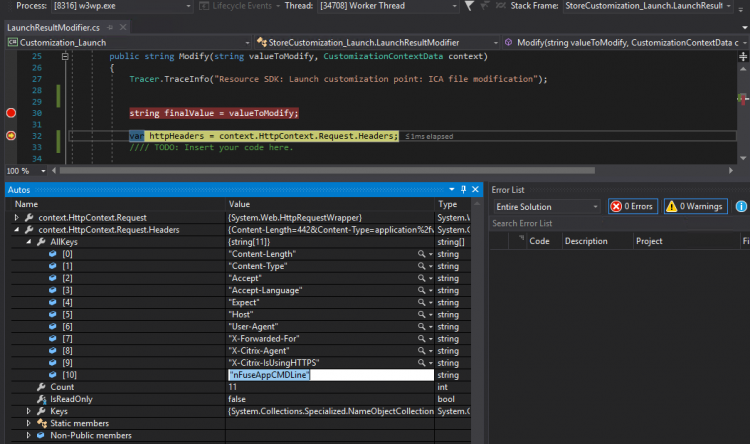 Process: [8316] w3wp.exe Lifecycle Events Thread: [34708] Worker Thread Stack Frame: StoreCustomization_Launch.LaunchResultM
LaunchResultModifier.cs
Customization_Launch StoreCustomization_Launch.LaunchResultModifier Modify(string valueToModify, CustomizationContextData c
25 public string Modify(string valueToModify, CustomizationContextData context)
26 {
27 Tracer.TraceInfo("Resource SDK: Launch customization point: ICA file modification");
28
29
30 string finalValue = valueToModify;
31
32 var httpHeaders = context.HttpContext.Request.Headers; ≤1ms elapsed
33 //// TODO: Insert your code here.
34
100 %
Autos
Name Value Type
context.HttpContext.Request {System.Web.HttpRequestWrapper} System.V
context.HttpContext.Request.Headers {Content-Length=442&Content-Type=application%2fv System.C
AllKeys {string[11]} string[]
[0] "Content-Length" string
[1] "Content-Type" string
[2] "Accept" string
[3] "Accept-Language" string
[4] "Expect" string
[5] "Host" string
[6] "User-Agent" string
[7] "X-Forwarded-For" string
[8] "X-Citrix-Agent" string
[9] "X-Citrix-IsUsingHTTPS" string
[10] "nFuseAppCMDLine" string
Count 11 int
IsReadOnly false bool
Keys {System.Collections.Specialized.NameObjectCollection System.C
Static members
Non-Public members
Error List
Entire Solution 0 Errors 0 Warnings
Search Error List
Code Description Project Fi